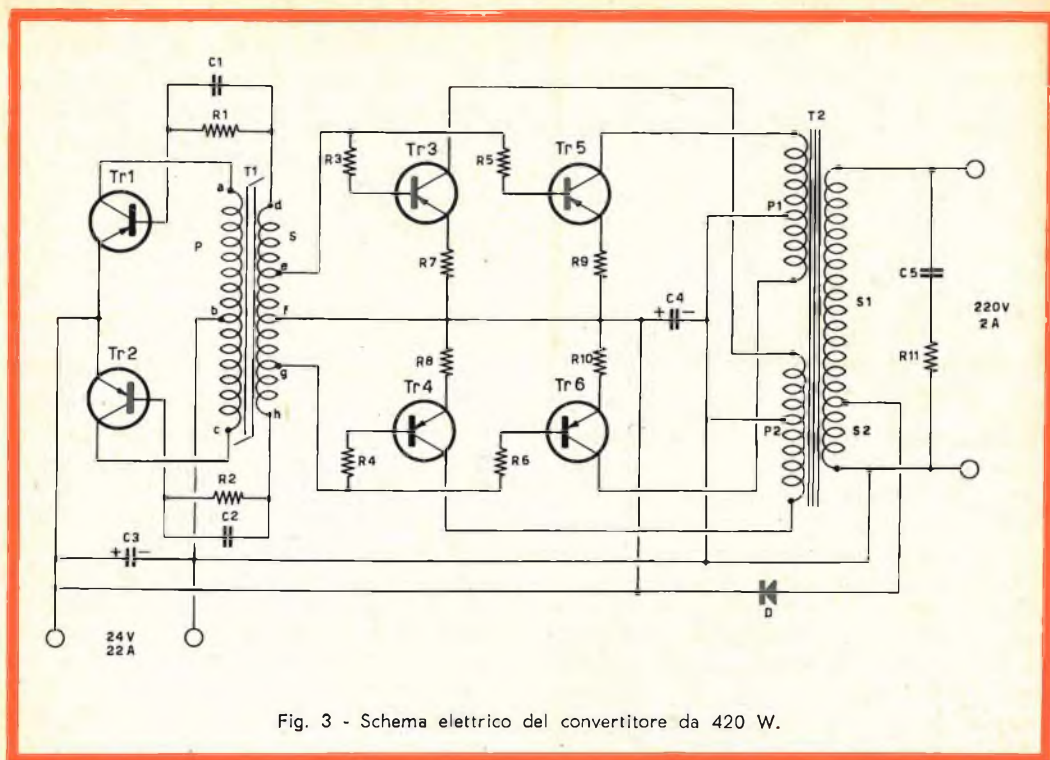 C1
R1
T2
Tr1
T1
a
d
P
S
e
b
f
g
c
h
Tr2
R2
C2
C3
+ −
24V
22A
R3
Tr3
R5
Tr5
R7
R9
C4
+ −
R8
R10
Tr4
Tr6
R4
R6
P1
P2
S1
S2
C5
R11
220V
2A
D
Fig. 3 - Schema elettrico del convertitore da 420 W.